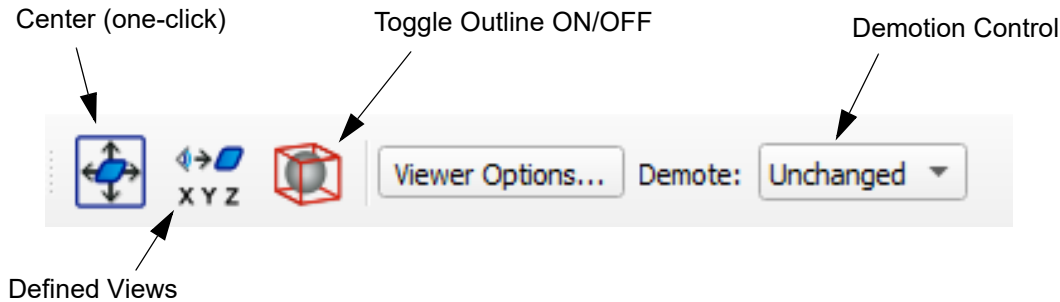 Center (one-click)
Toggle Outline ON/OFF
Demotion Control
X Y Z
Viewer Options...
Demote:
Unchanged
Defined Views